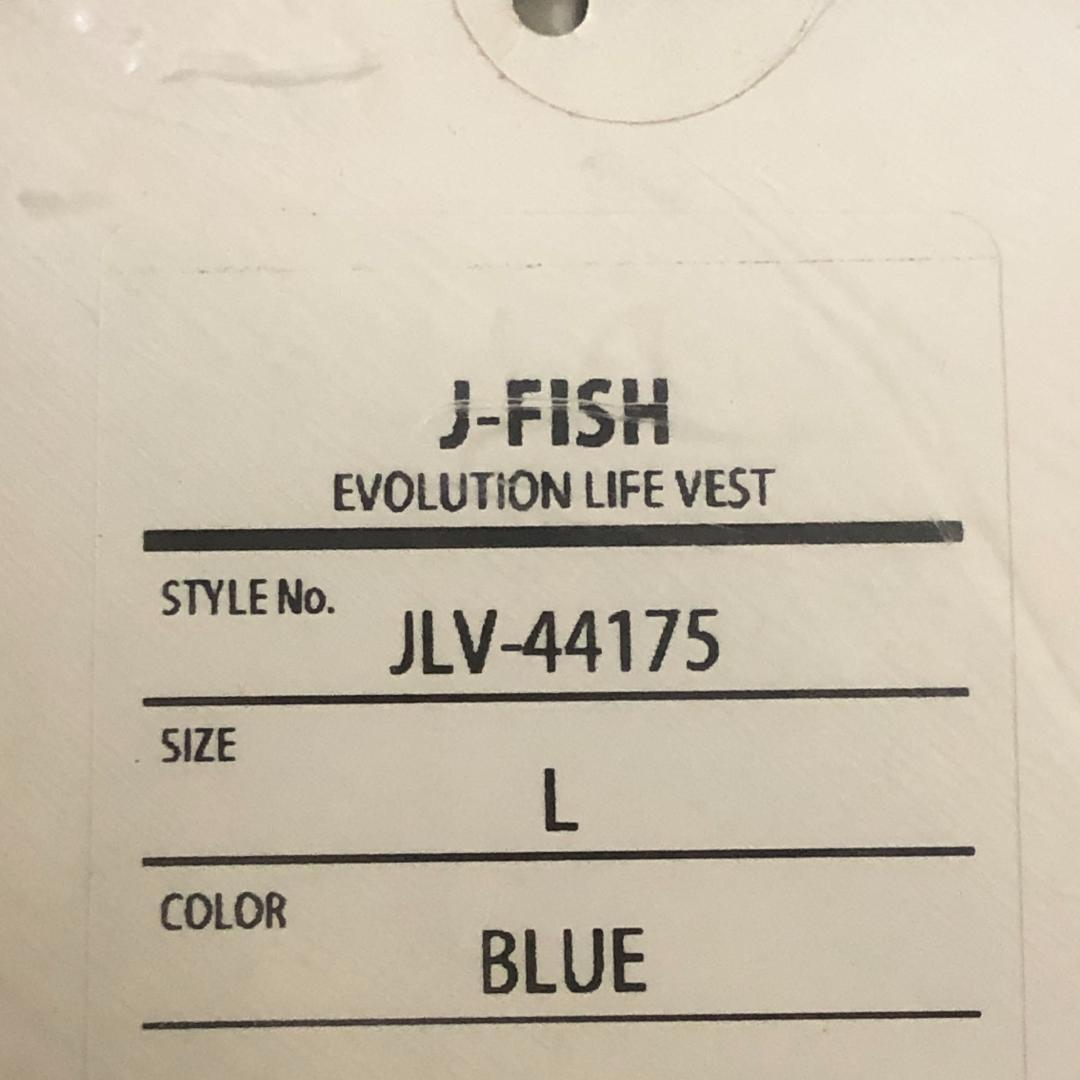 J-FISH
EVOLUTION LIFE VEST
STYLE No.
JLV-44175
SIZE
L
COLOR
BLUE